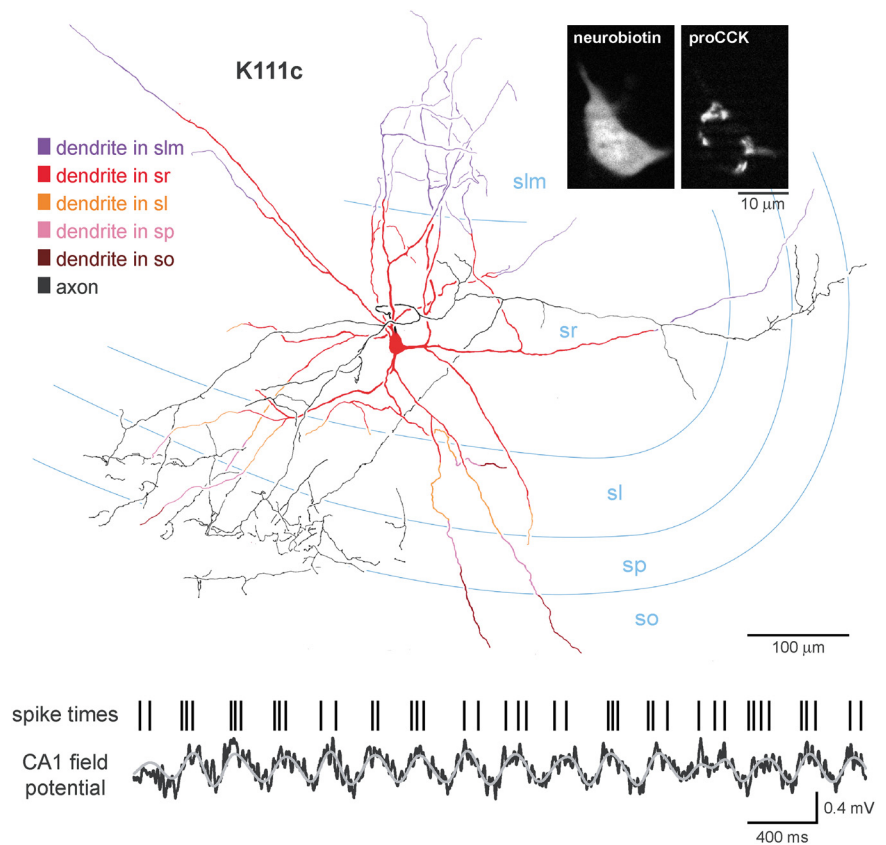 K111c
neurobiotin
proCCK
10 μm
dendrite in slm
dendrite in sr
dendrite in sl
dendrite in sp
dendrite in so
axon
slm
sr
sl
sp
so
100 μm
spike times
CA1 field
potential
0.4 mV
400 ms